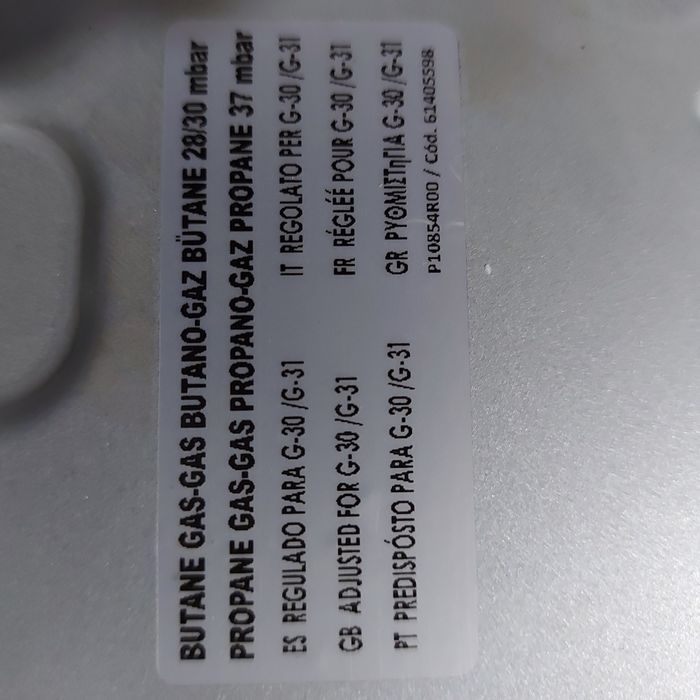 BUTANE GAS-GAS BUTANO-GAZ BÜTANE 28/30 mbar
PROPANE GAS-GAS PROPANO-GAZ PROPANE 37 mbar
ES REGULADO PARA G-30 /G-31
IT REGOLATO PER G-30 /G-31
GB ADJUSTED FOR G-30 /G-31
FR RÉGLÉÉ POUR G-30 /G-31
PT PREDISPÓSTO PARA G-30 /G-31
GR ΡΥΘΜΙΣΤηΓΙΑ G-30 /G-31
P10854R00 / Cód. 61405598